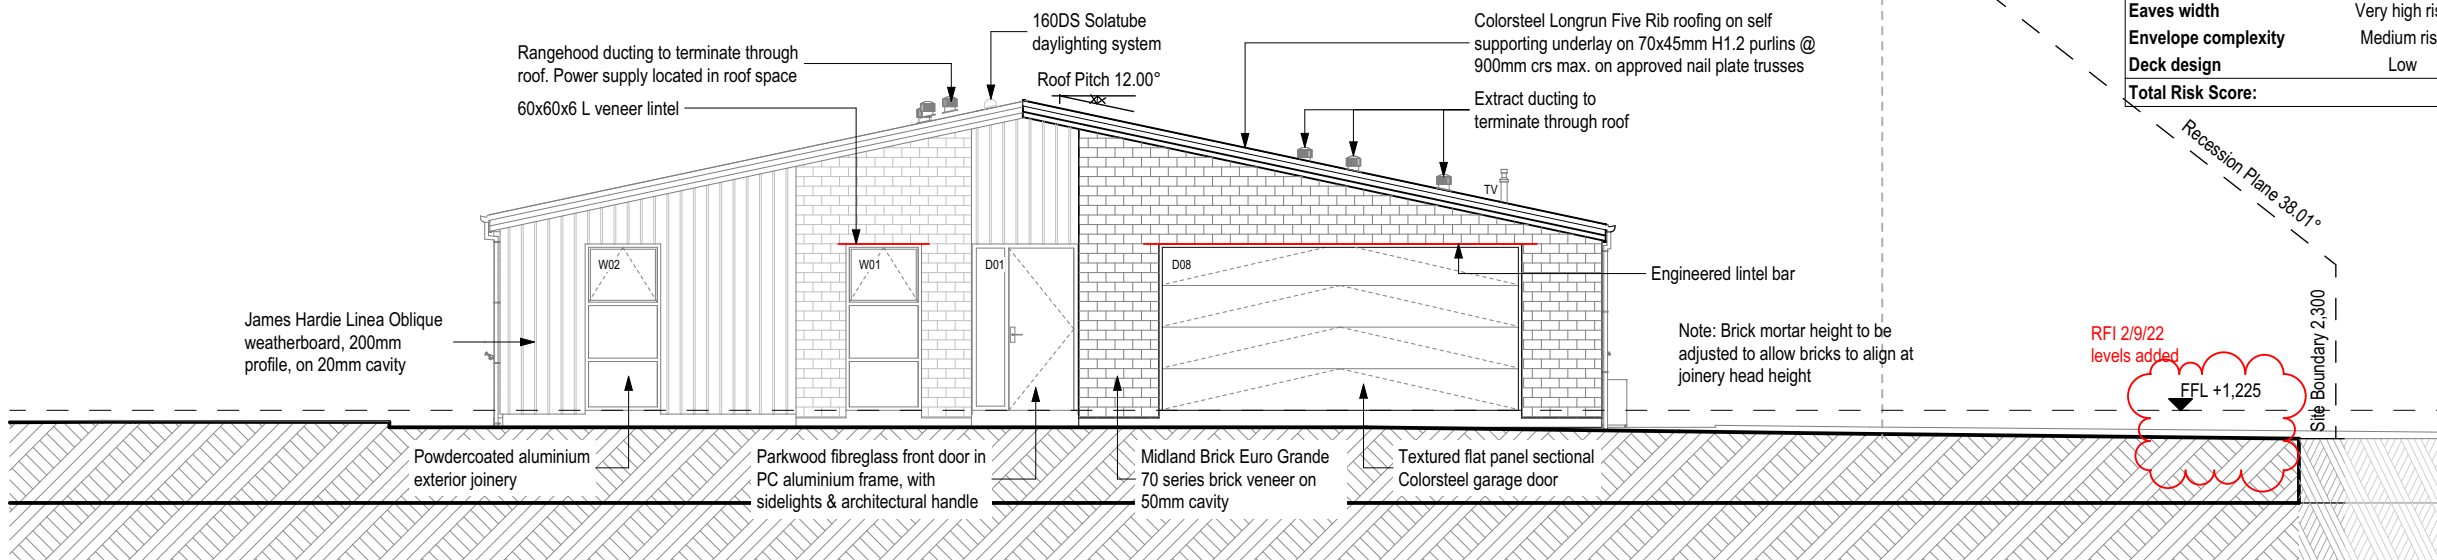 Eaves width
Very high ris
Envelope complexity
Medium ris
Deck design
Low
Total Risk Score:
160DS Solatube
daylighting system
Rangehood ducting to terminate through
roof. Power supply located in roof space
Roof Pitch 12.00°
60x60x6 L veneer lintel
Colorsteel Longrun Five Rib roofing on self
supporting underlay on 70x45mm H1.2 purlins @
900mm crs max. on approved nail plate trusses
Extract ducting to
terminate through roof
Recession Plane 38.01°
TV
W02
W01
D01
D08
Engineered lintel bar
James Hardie Linea Oblique
weatherboard, 200mm
profile, on 20mm cavity
Note: Brick mortar height to be
adjusted to allow bricks to align at
joinery head height
RFI 2/9/22
levels added
FFL +1,225
Site Boundary 2,300
Powdercoated aluminium
exterior joinery
Parkwood fibreglass front door in
PC aluminium frame, with
sidelights & architectural handle
Midland Brick Euro Grande
70 series brick veneer on
50mm cavity
Textured flat panel sectional
Colorsteel garage door